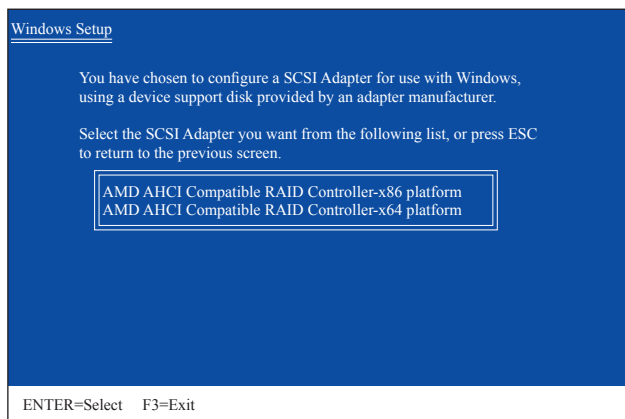 Windows Setup
You have chosen to configure a SCSI Adapter for use with Windows,
using a device support disk provided by an adapter manufacturer.
Select the SCSI Adapter you want from the following list, or press ESC
to return to the previous screen.
AMD AHCI Compatible RAID Controller-x86 platform
AMD AHCI Compatible RAID Controller-x64 platform
ENTER=Select F3=Exit